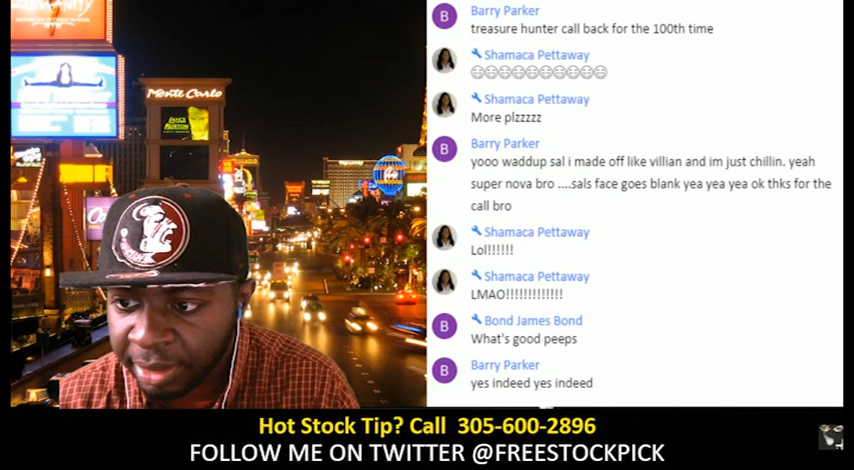 ZUMANITY
Monte Carlo
LANCE
BURTON
Barry Parker
B
treasure hunter call back for the 100th time
Shamaca Pettaway
Shamaca Pettaway
More plzzzzz
Barry Parker
B
yooo waddup sal i made off like villian and im just chillin. yeah
super nova bro ....sals face goes blank yea yea yea ok thks for the
call bro
Shamaca Pettaway
Lol!!!!!!
Shamaca Pettaway
LMAO!!!!!!!!!!!!!
Bond James Bond
B
What's good peeps
Barry Parker
B
yes indeed yes indeed
Hot Stock Tip? Call 305-600-2896
FOLLOW ME ON TWITTER @FREESTOCKPICK